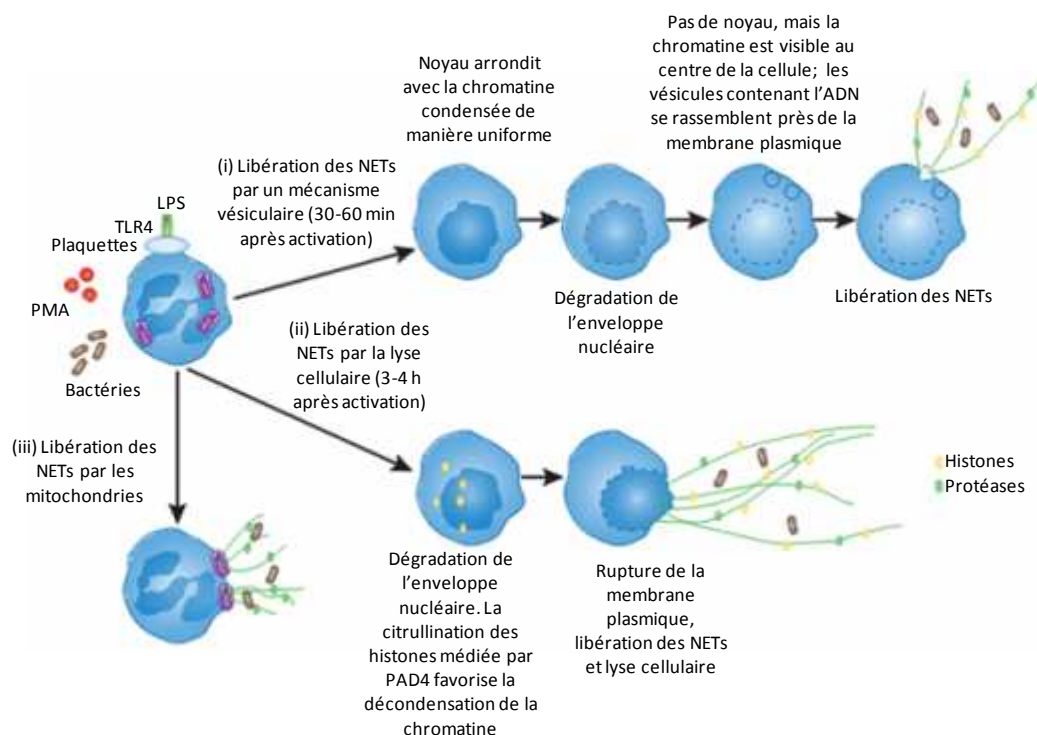 Pas de noyau, mais la
chromatine est visible au
centre de la cellule; les
vésicules contenant l'ADN
se rassemblent près de la
membrane plasmique
Noyau arrondit
avec la chromatine
condensée de
manière uniforme
(i) Libération des NETs
par un mécanisme
vésiculaire (30-60 min
après activation)
LPS
TLR4
Plaquettes
PMA
Bactéries
Dégradation de
l'enveloppe
nucléaire
Libération des NETs
(ii) Libération des
NETs par la lyse
cellulaire (3-4 h
après activation)
(iii) Libération des
NETs par les
mitochondries
Histones
Protéases
Dégradation de
l'enveloppe
nucléaire. La
citrullination des
histones médiée par
PAD4 favorise la
décondensation de la
chromatine
Rupture de la
membrane
plasmique,
libération des NETs
et lyse cellulaire